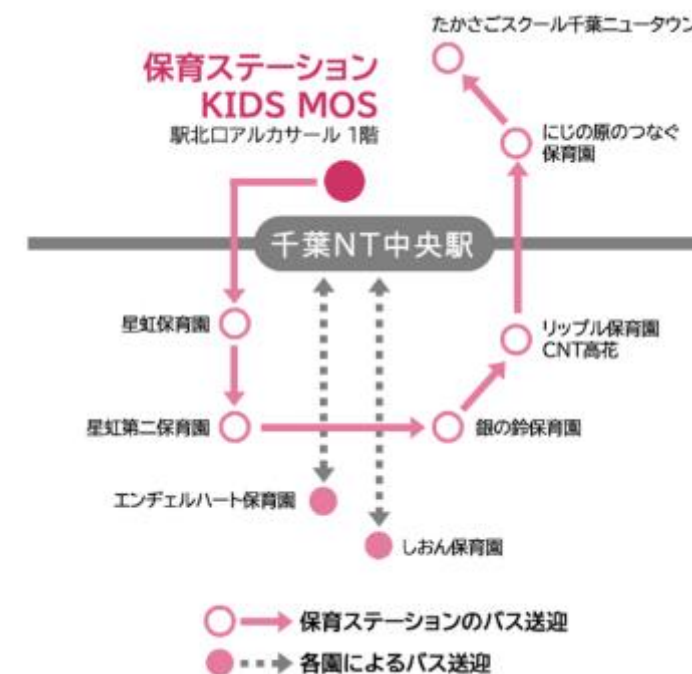 たかさごスクール千葉ニュータウン
保育ステーション
KIDS MOS
駅北口アルカサール 1階
にじの原のつなぐ
保育園
千葉NT中央駅
星虹保育園
リップル保育園
CNT高花
星虹第二保育園
銀の鈴保育園
エンヂェルハート保育園
しおん保育園
保育ステーションのバス送迎
各園によるバス送迎